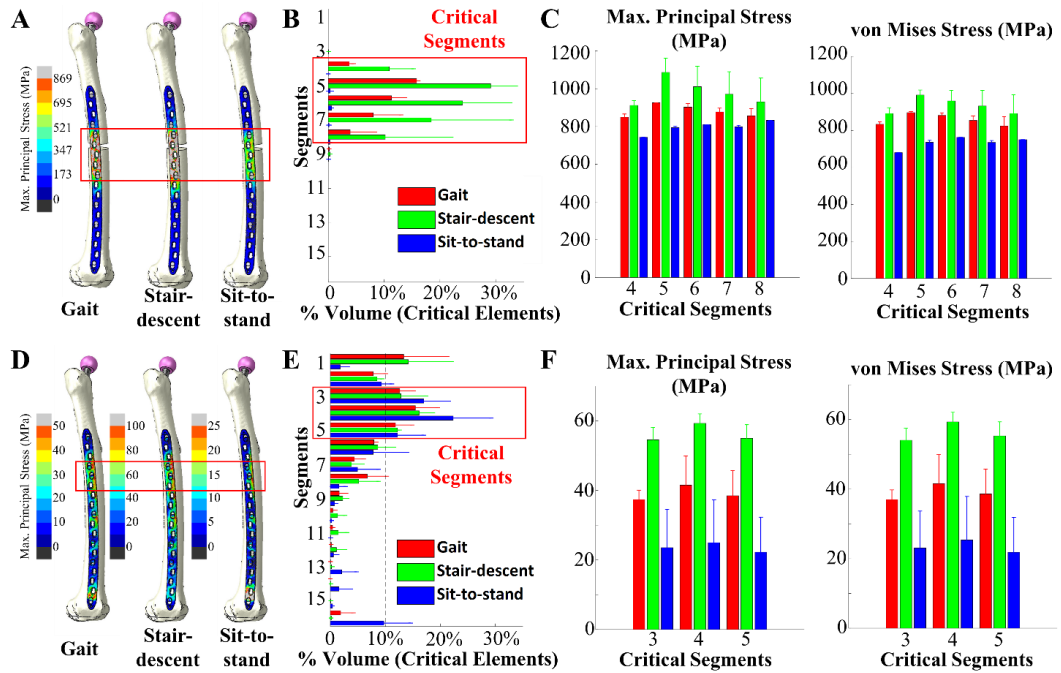 A
Max. Principal Stress (MPa)
869
695
521
347
173
0
Gait
Stair-
descent
Sit-to-
stand
B
Critical
Segments
Segments
1
3
5
7
9
11
13
15
Gait
Stair-descent
Sit-to-stand
0
10%
20%
30%
% Volume (Critical Elements)
C
Max. Principal Stress
(MPa)
1200
1000
800
600
400
200
0
4 5 6 7 8
Critical Segments
von Mises Stress (MPa)
1200
1000
800
600
400
200
0
4 5 6 7 8
Critical Segments
D
Max. Principal Stress (MPa)
50
40
30
20
10
0
100
80
60
40
20
0
25
20
15
10
5
0
Gait
Stair-
descent
Sit-to-
stand
E
Segments
1
3
5
7
9
11
13
15
Critical
Segments
Gait
Stair-descent
Sit-to-stand
0
10%
20%
30%
% Volume (Critical Elements)
F
Max. Principal Stress
(MPa)
60
40
20
0
3 4 5
Critical Segments
von Mises Stress (MPa)
60
40
20
0
3 4 5
Critical Segments